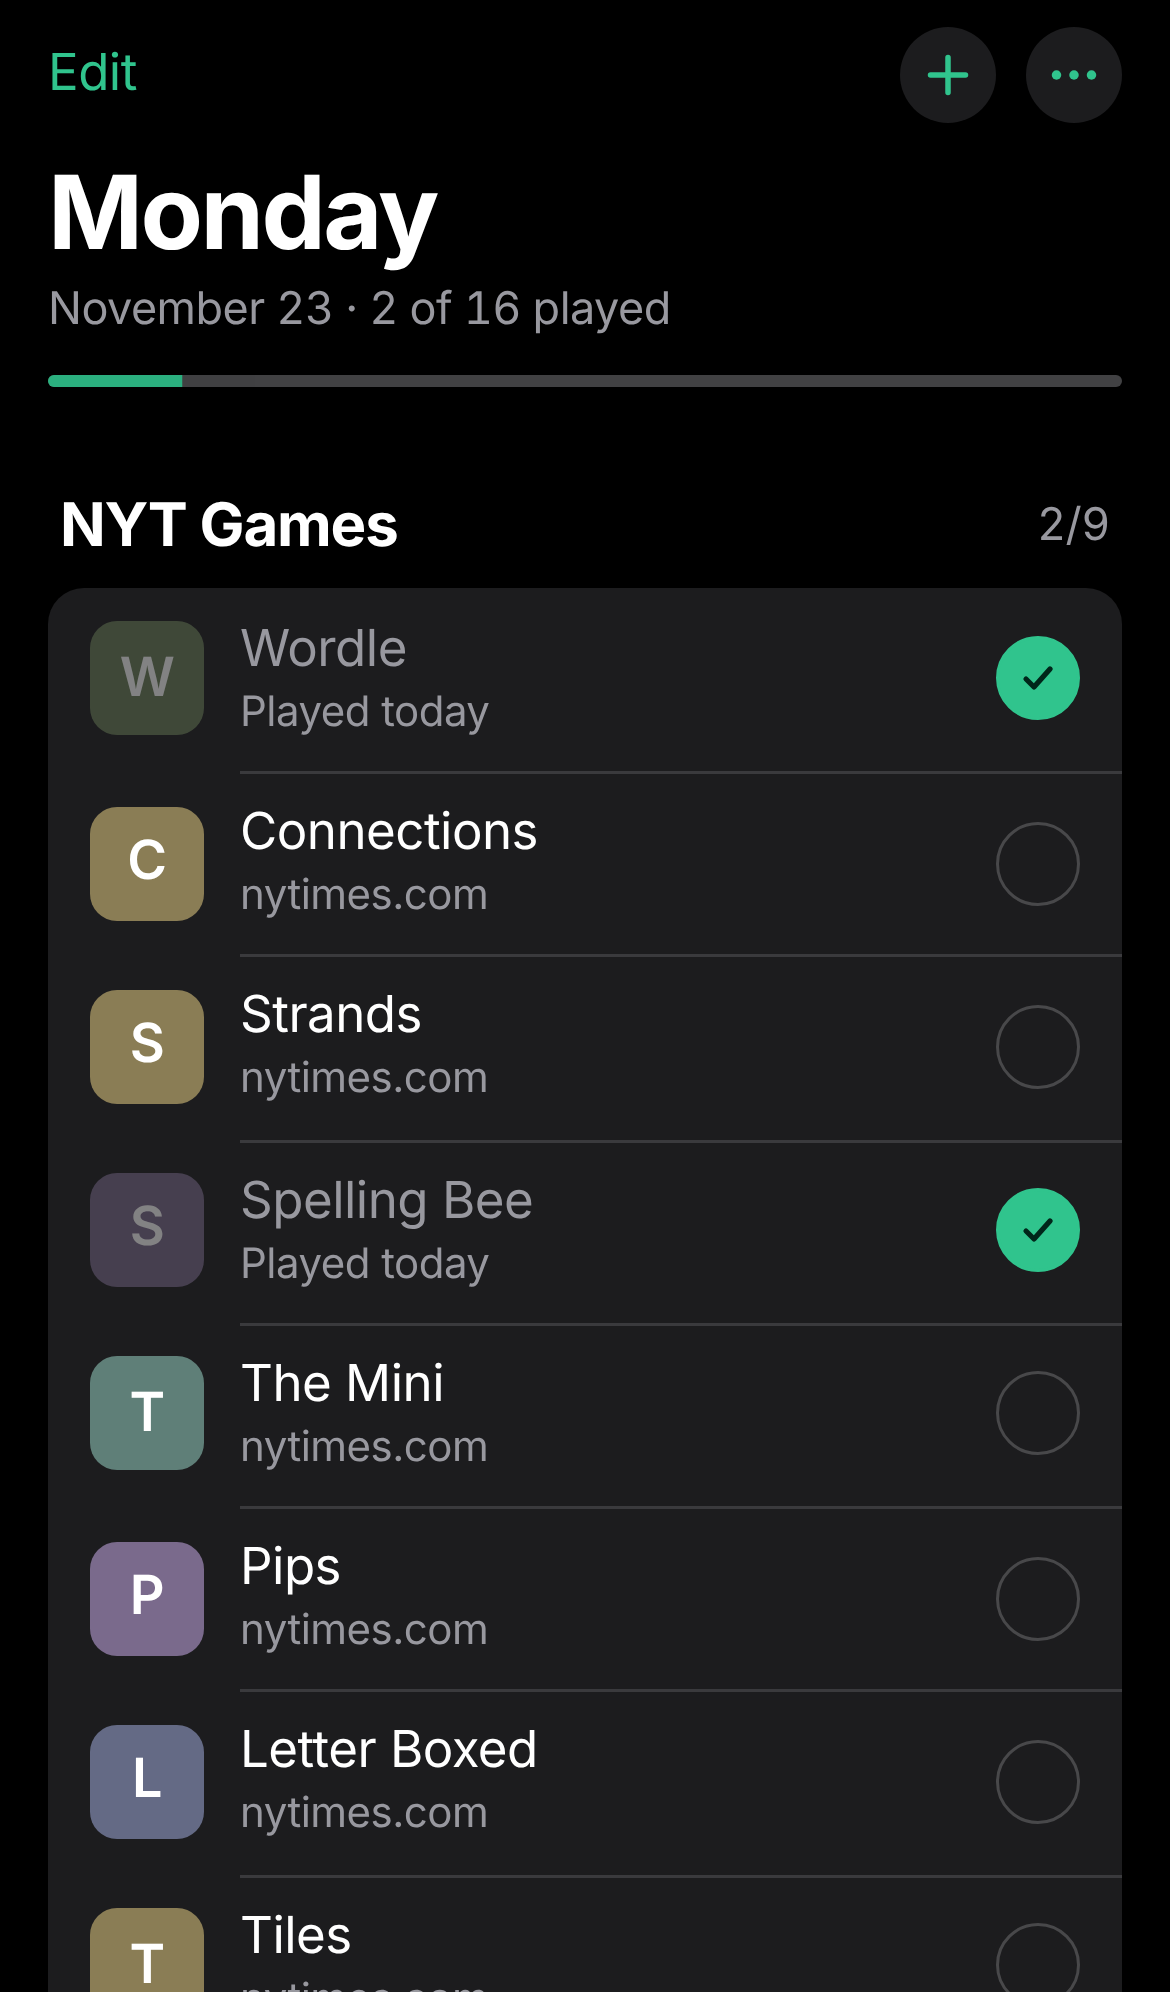 Edit
Monday
November 23 · 2 of 16 played
NYT Games 2/9
W
Wordle
Played today
C
Connections
nytimes.com
S
Strands
nytimes.com
S
Spelling Bee
Played today
T
The Mini
nytimes.com
P
Pips
nytimes.com
L
Letter Boxed
nytimes.com
T
Tiles